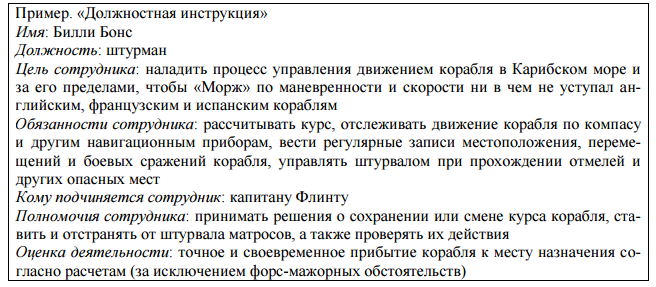 Пример. «Должностная инструкция»
Имя: Билли Бонс
Должность: штурман
Цель сотрудника: наладить процесс управления движением корабля в Карибском море и
за его пределами, чтобы «Морж» по маневренности и скорости ни в чем не уступал ан-
глийским, французским и испанским кораблям
Обязанности сотрудника: рассчитывать курс, отслеживать движение корабля по компасу
и другим навигационным приборам, вести регулярные записи местоположения, переме-
щений и боевых сражений корабля, управлять штурвалом при прохождении отмелей и
других опасных мест
Кому подчиняется сотрудник: капитану Флинту
Полномочия сотрудника: принимать решения о сохранении или смене курса корабля, ста-
вить и отстранять от штурвала матросов, а также проверять их действия
Оценка деятельности: точное и своевременное прибытие корабля к месту назначения со-
гласно расчетам (за исключением форс-мажорных обстоятельств)